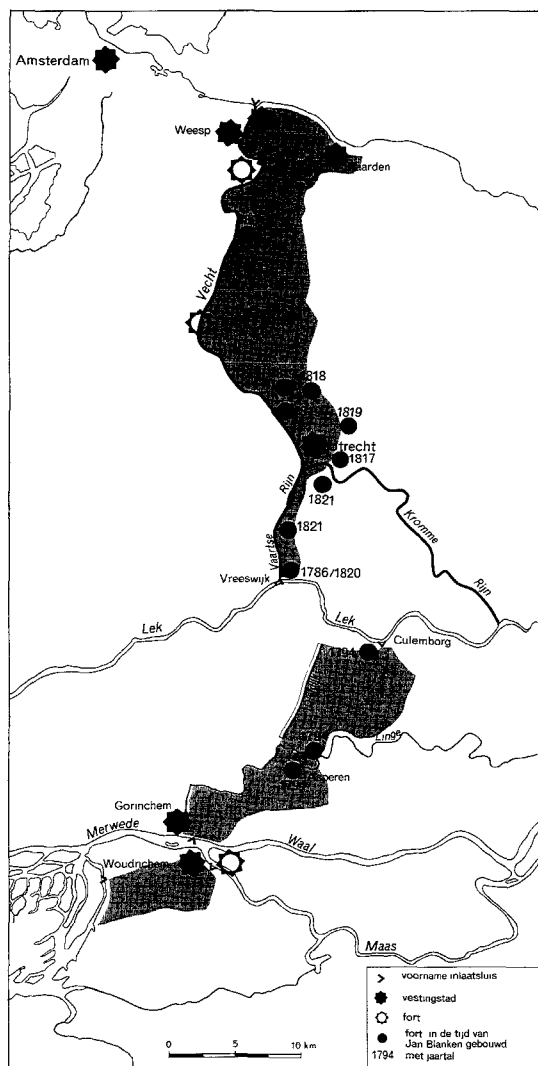 Amsterdam
Weesp
Vecht
1818
1819
1817
1821
Rijn
Vaartse
1821
Kromme
Rijn
1786/1820
Vreeswijk
Lek
Lek
Culemborg
1794
Linge
Gorinchem
Merwede
Waal
Woudrichem
Maas
voorname inlaatsluis
vestingstad
fort
fort in de tijd van
Jan Blanken gebouwd
1794 met jaartal
0 5 10 km